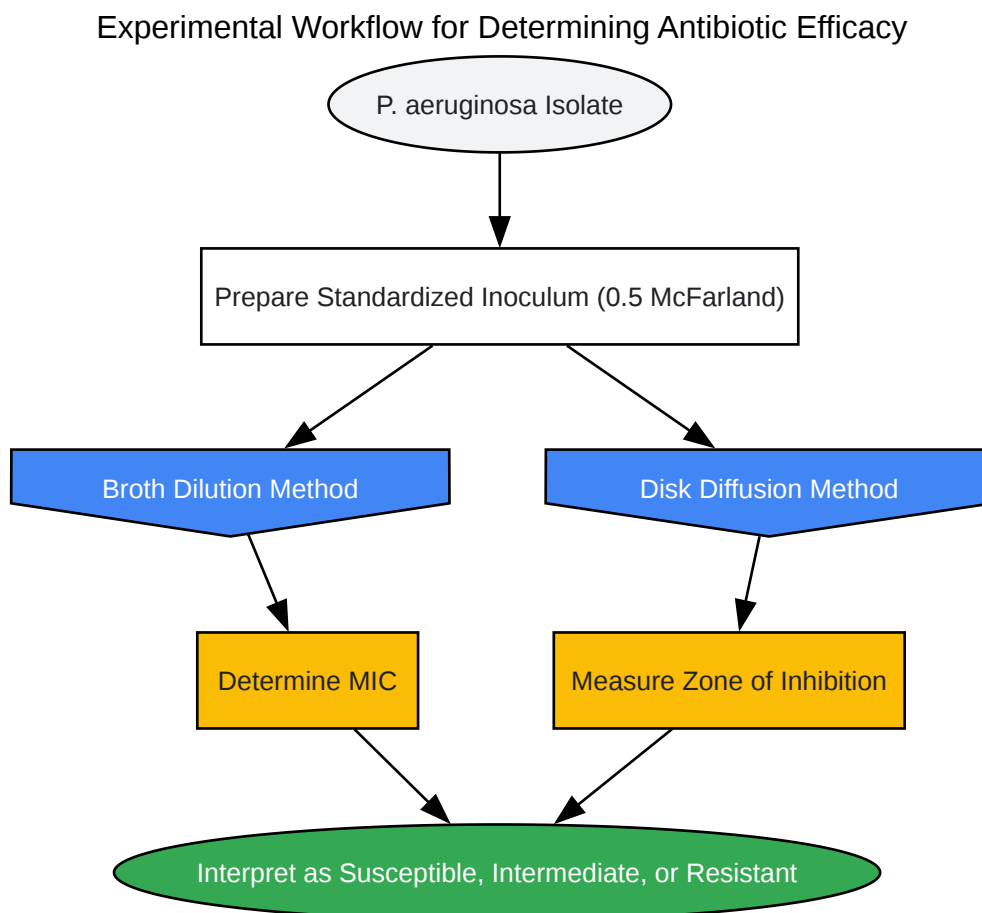 Experimental Workflow for Determining Antibiotic Efficacy
P. aeruginosa Isolate
Prepare Standardized Inoculum (0.5 McFarland)
Broth Dilution Method
Disk Diffusion Method
Determine MIC
Measure Zone of Inhibition
Interpret as Susceptible, Intermediate, or Resistant